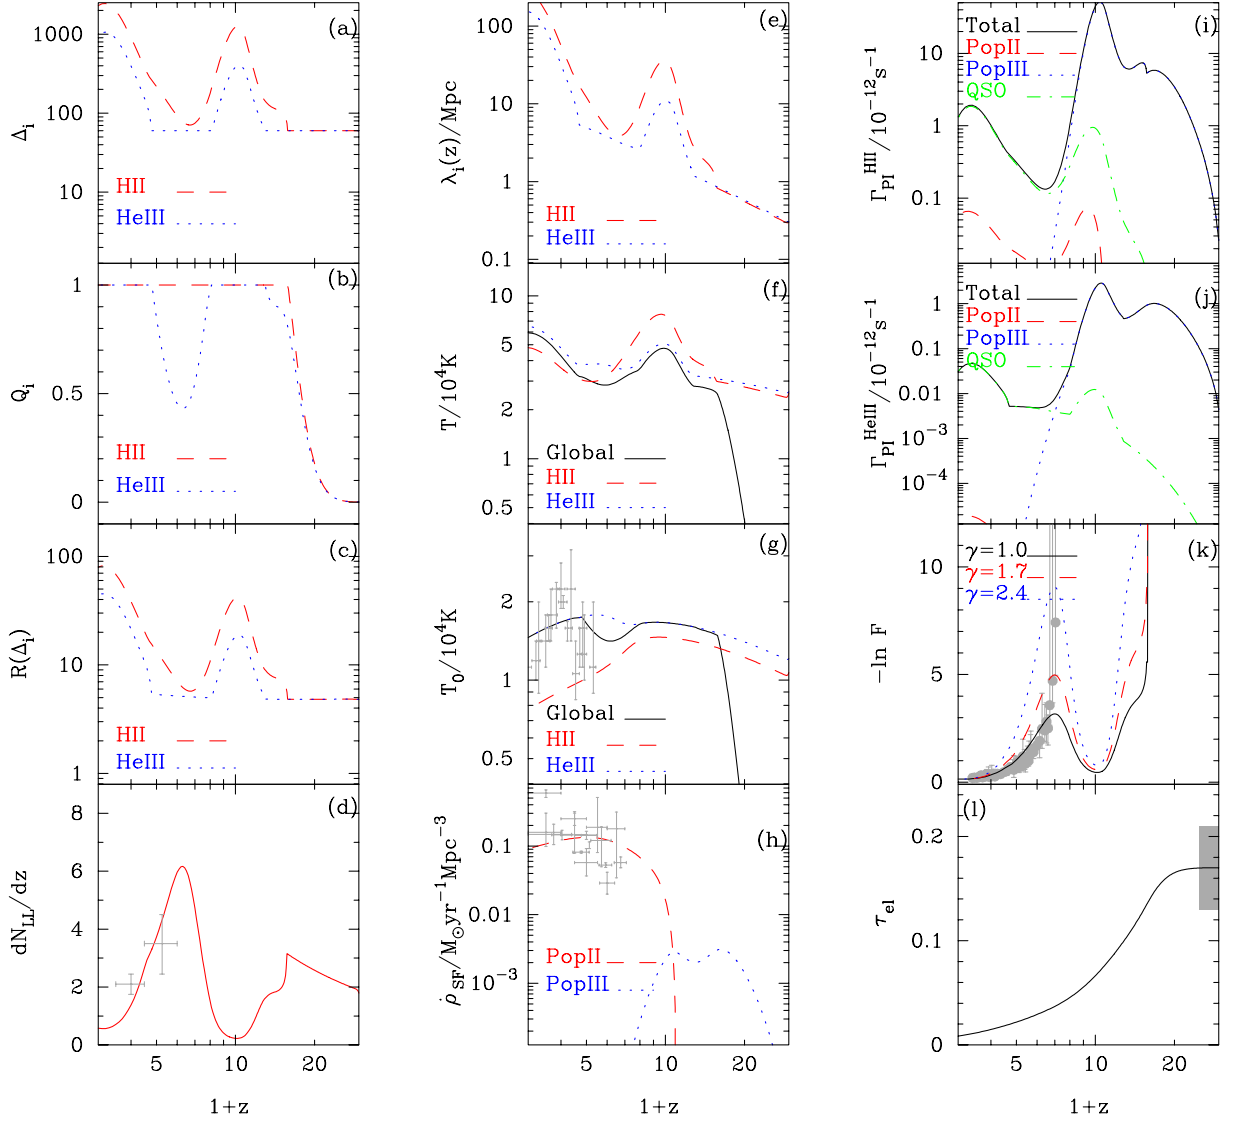 (a)
1000
100
10
Δi
HII
HeIII
(b)
1
0.5
0
Qi
HII
HeIII
(c)
100
10
1
R(Δi)
HII
HeIII
(d)
8
6
4
2
0
dNLL/dz
5 10 20
1+z
(e)
100
10
1
0.1
λi(z)/Mpc
HII
HeIII
(f)
10
5
2
1
0.5
T/10⁴K
Global
HII
HeIII
(g)
2
1
0.5
T0/10⁴K
Global
HII
HeIII
(h)
0.1
0.01
10⁻³
ρ̇SF/M⊙yr⁻¹Mpc⁻³
PopII
PopIII
5 10 20
1+z
(i)
Total
PopII
PopIII
QSO
10
1
0.1
ΓPI^HII/10⁻¹²s⁻¹
(j)
Total
PopII
PopIII
QSO
1
0.1
0.01
10⁻³
10⁻⁴
ΓPI^HeIII/10⁻¹²s⁻¹
(k)
γ=1.0
γ=1.7
γ=2.4
10
5
0
−ln F
(l)
0.2
0.1
0
τel
5 10 20
1+z